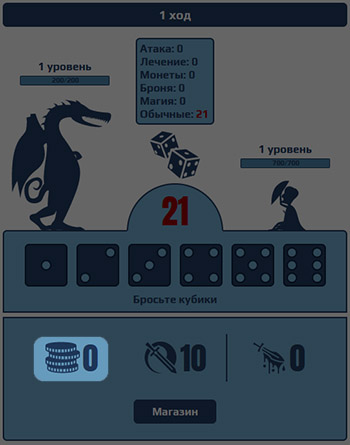 1 ход
Атака: 0
Лечение: 0
Монеты: 0
Броня: 0
Магия: 0
Обычные: 21
1 уровень
200/200
1 уровень
700/700
21
Бросьте кубики
0
10
0
Магазин